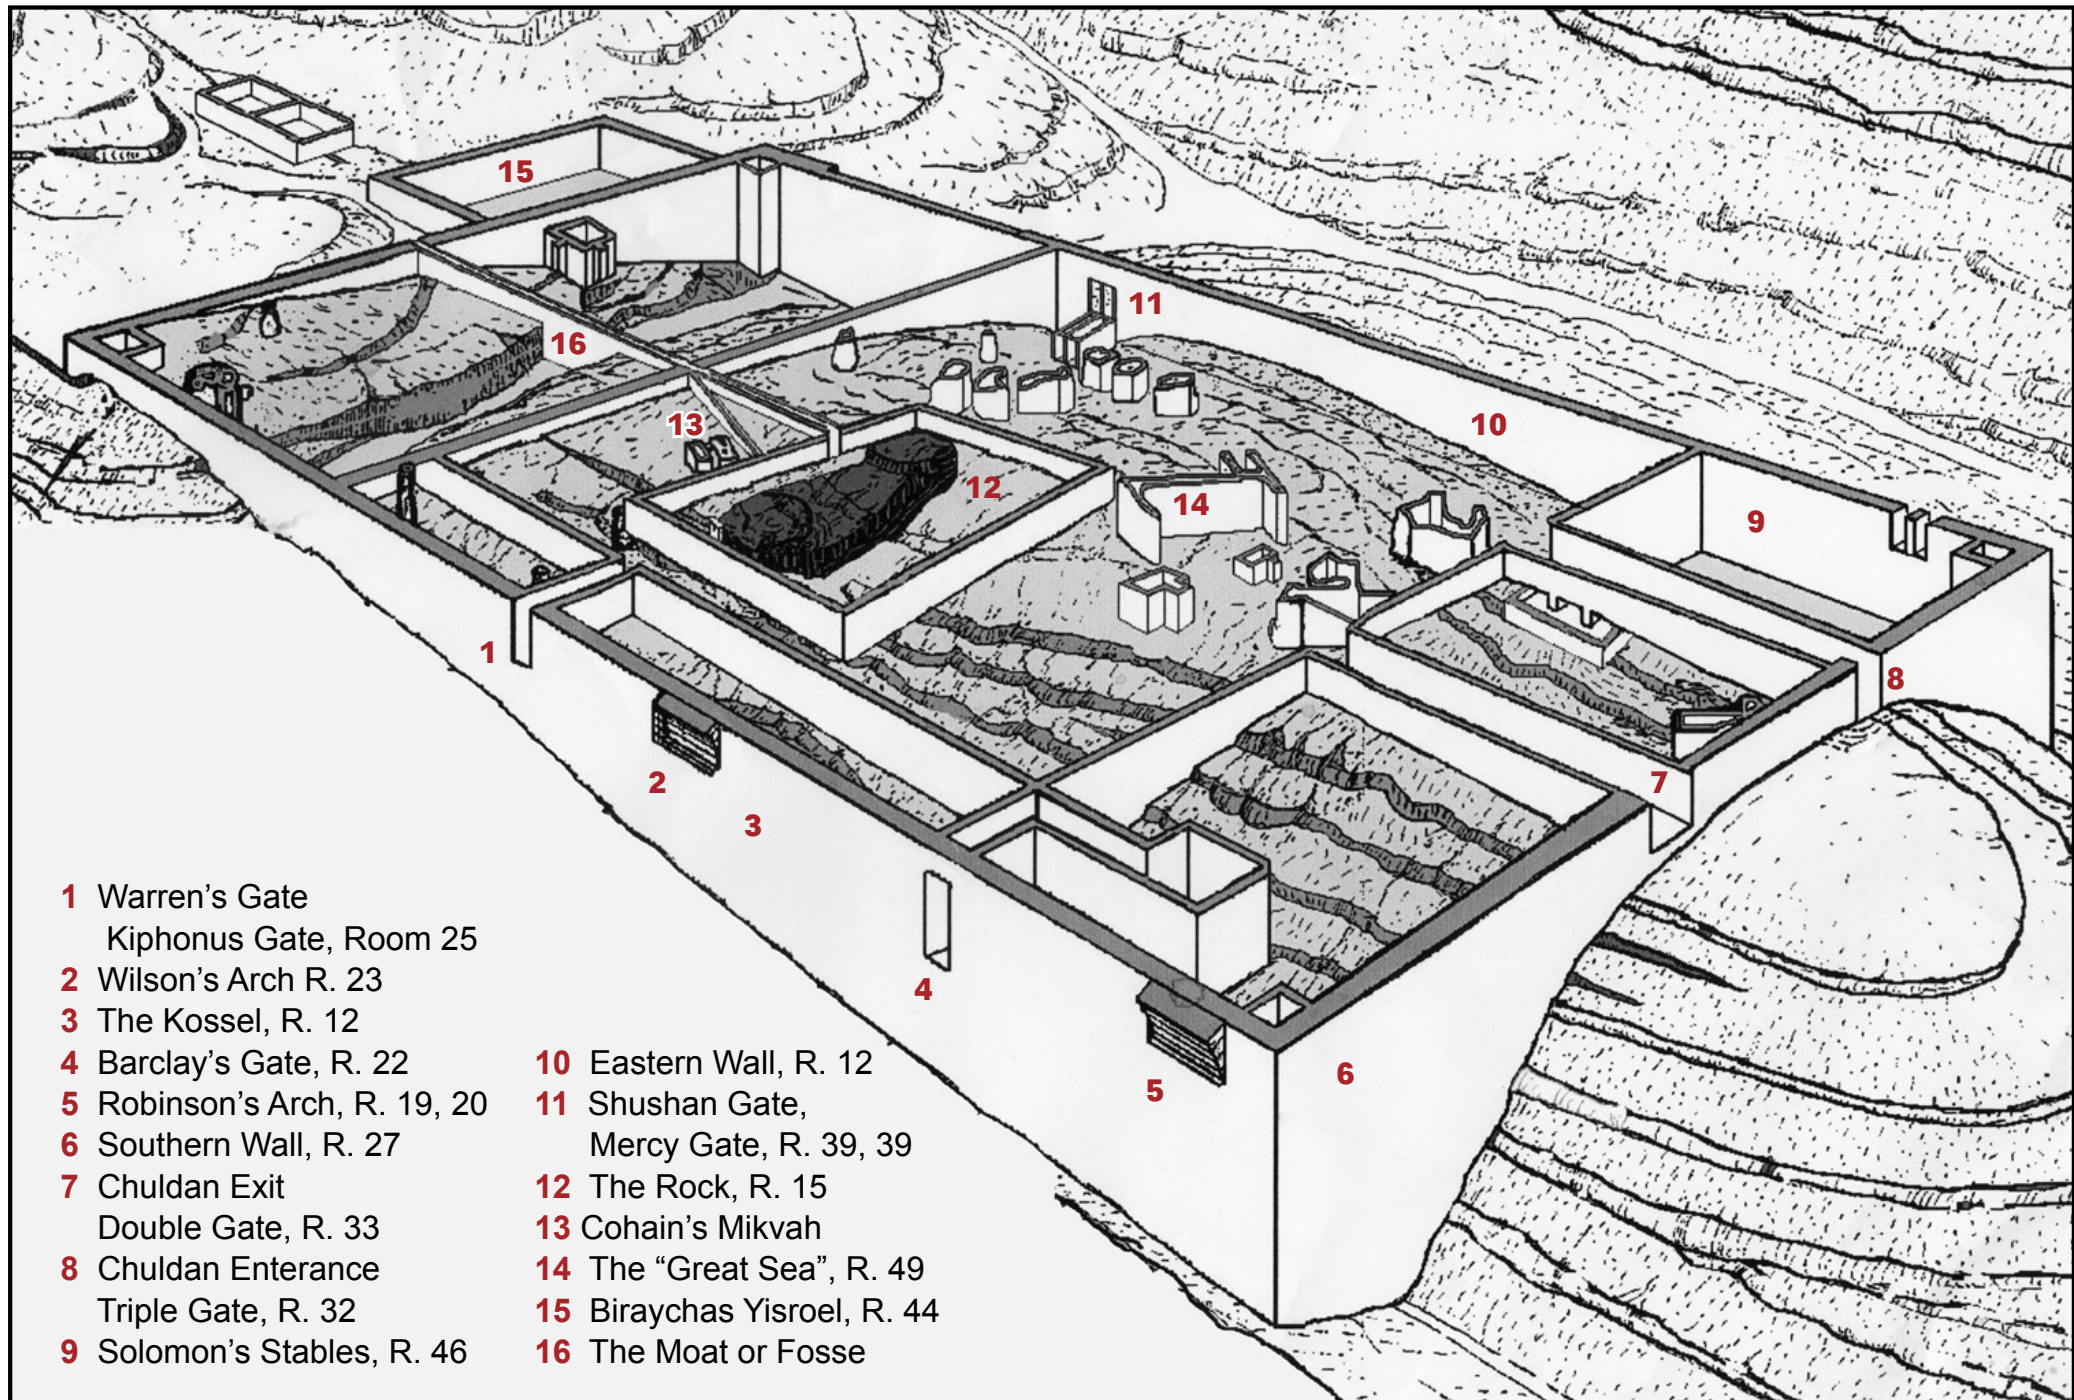 15
11
16
13
10
12
14
9
1
8
2
7
3
4
5
6
1 Warren's Gate
Kiphonus Gate, Room 25
2 Wilson's Arch R. 23
3 The Kossel, R. 12
4 Barclay's Gate, R. 22
5 Robinson's Arch, R. 19, 20
6 Southern Wall, R. 27
7 Chuldan Exit
Double Gate, R. 33
8 Chuldan Enterance
Triple Gate, R. 32
9 Solomon's Stables, R. 46
10 Eastern Wall, R. 12
11 Shushan Gate,
Mercy Gate, R. 39, 39
12 The Rock, R. 15
13 Cohain's Mikvah
14 The “Great Sea”, R. 49
15 Biraychas Yisroel, R. 44
16 The Moat or Fosse